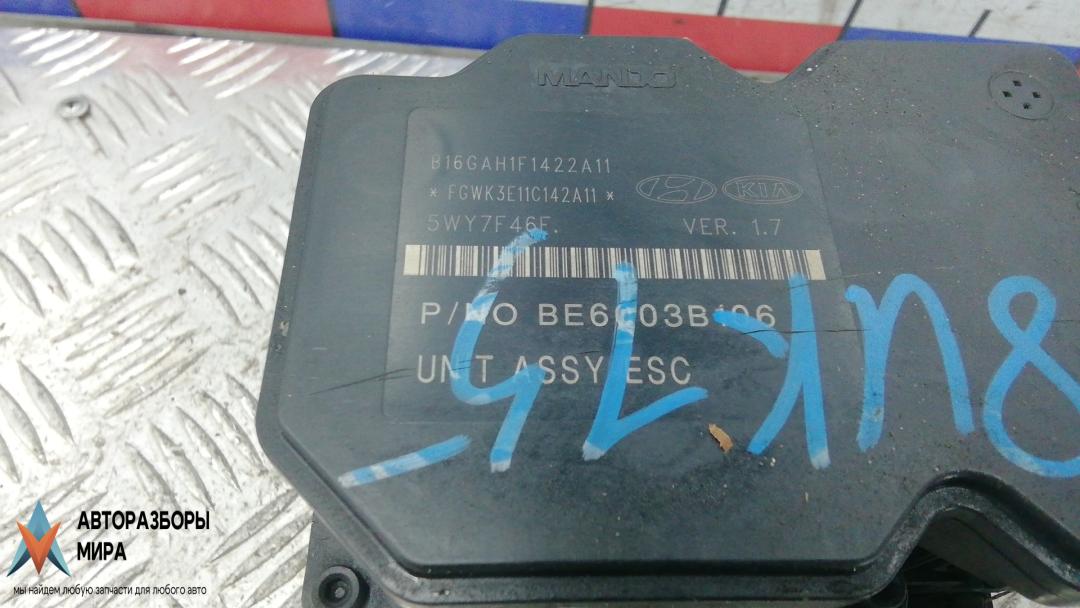 MANDO
B16GAH1F1422A11
* FGWK3E11C142A11 *
KIA
5WY7F46E. VER. 1.7
P/NO
UNIT ASSY ESC
АВТОРАЗБОРЫ
МИРА
мы найдем любую запчасти для любого авто